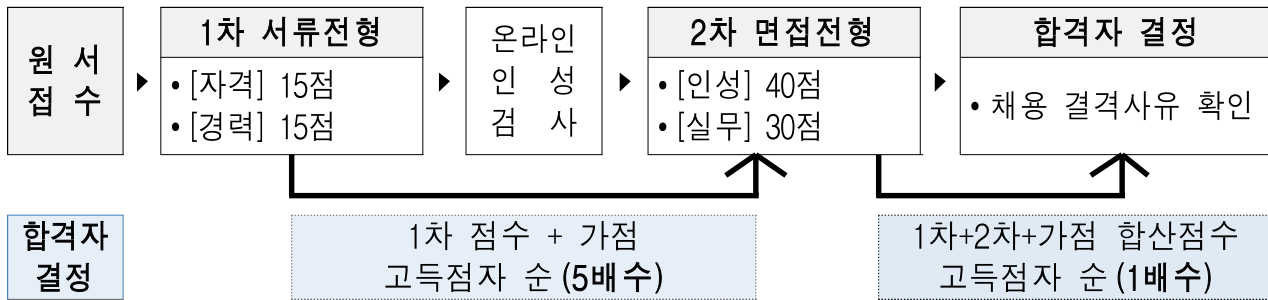 원 서
접 수
1차 서류전형
• [자격] 15점
• [경력] 15점
온라인
인 성
검 사
2차 면접전형
• [인성] 40점
• [실무] 30점
합격자 결정
• 채용 결격사유 확인
합격자
결정
1차 점수 + 가점
고득점자 순 (5배수)
1차+2차+가점 합산점수
고득점자 순 (1배수)